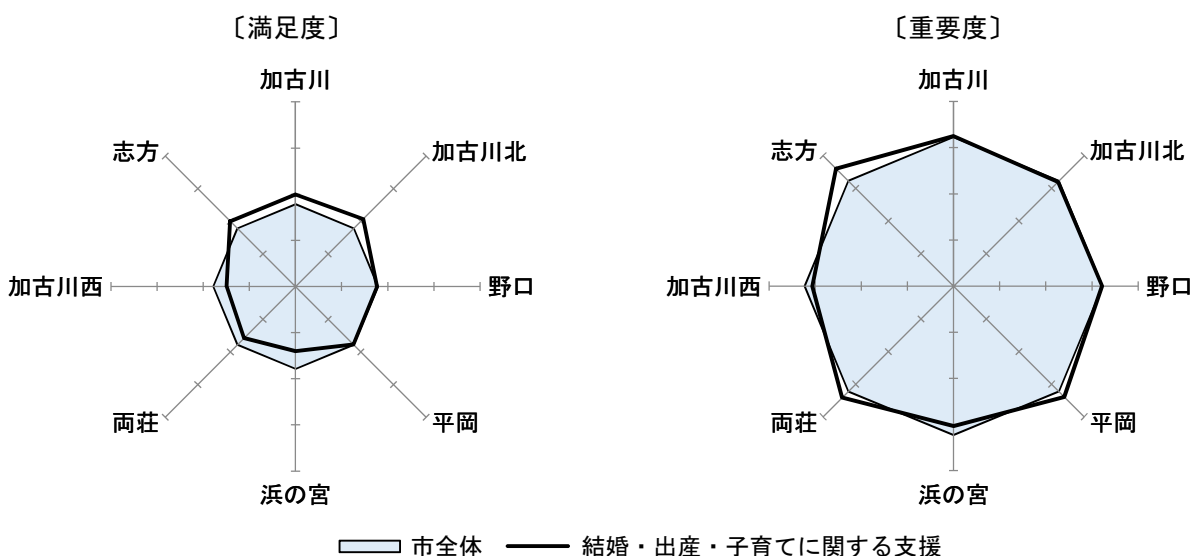 〔満足度〕
加古川
志方
加古川北
加古川西
野口
両荘
平岡
浜の宮
〔重要度〕
加古川
志方
加古川北
加古川西
野口
両荘
平岡
浜の宮
市全体
結婚・出産・子育てに関する支援